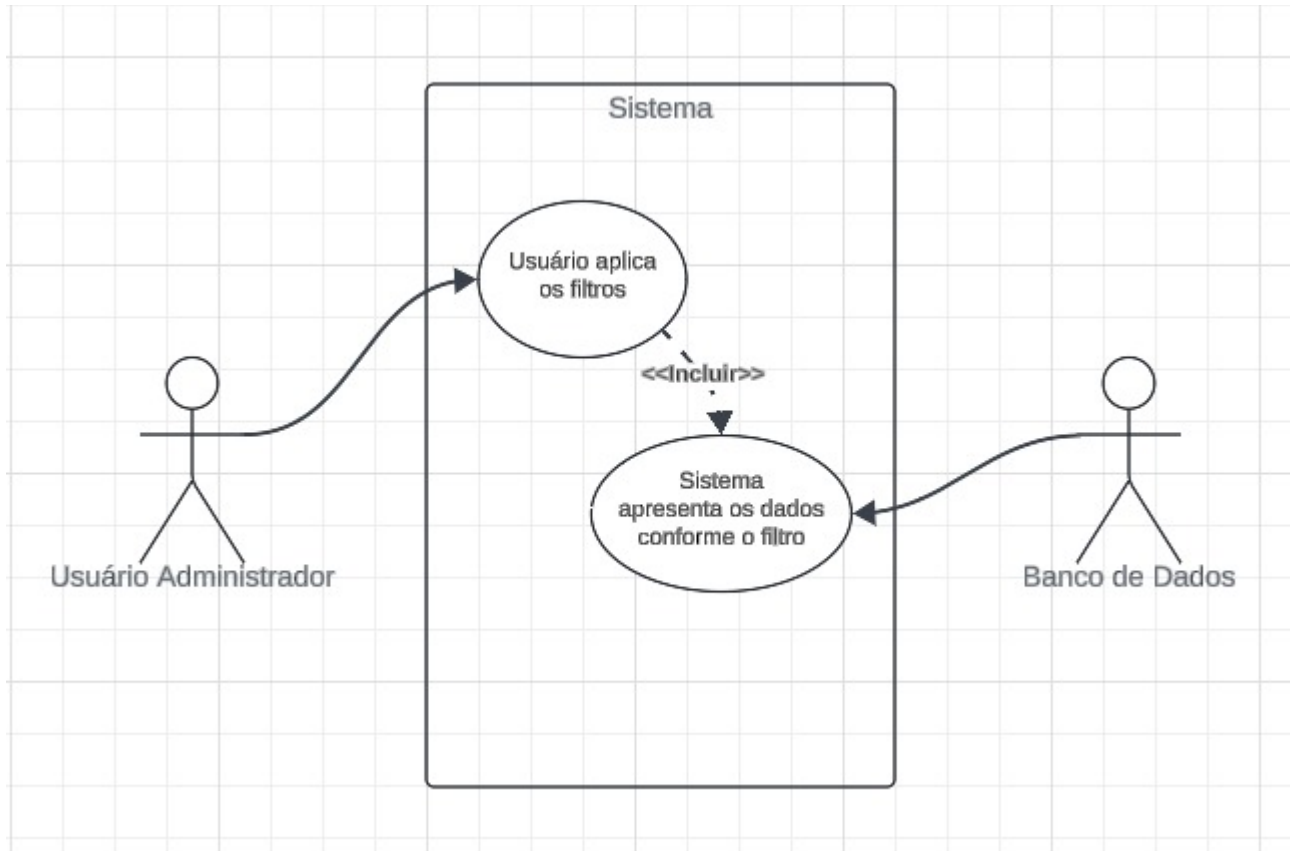 Sistema
Usuário aplica
os filtros
<<Incluir>>
Sistema
apresenta os dados
conforme o filtro
Usuário Administrador
Banco de Dados